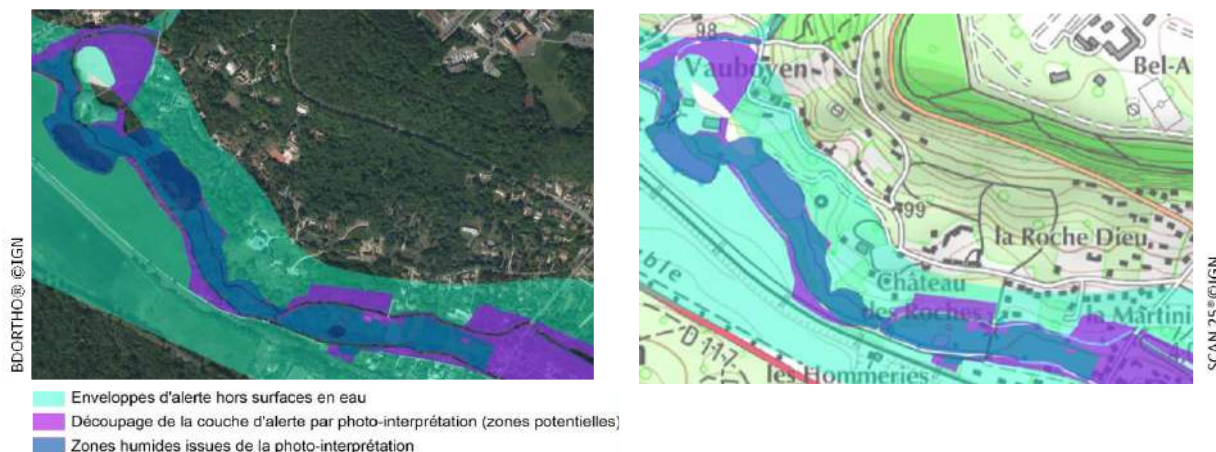 BDORTHO® ©IGN
98
Vauboyen
Bel-A
99
la Roche Dieu
Château
des Roches
la Martini
D 117
les Hommeries
SCAN 25®©IGN
Enveloppes d'alerte hors surfaces en eau
Découpage de la couche d'alerte par photo-interprétation (zones potentielles)
Zones humides issues de la photo-interprétation